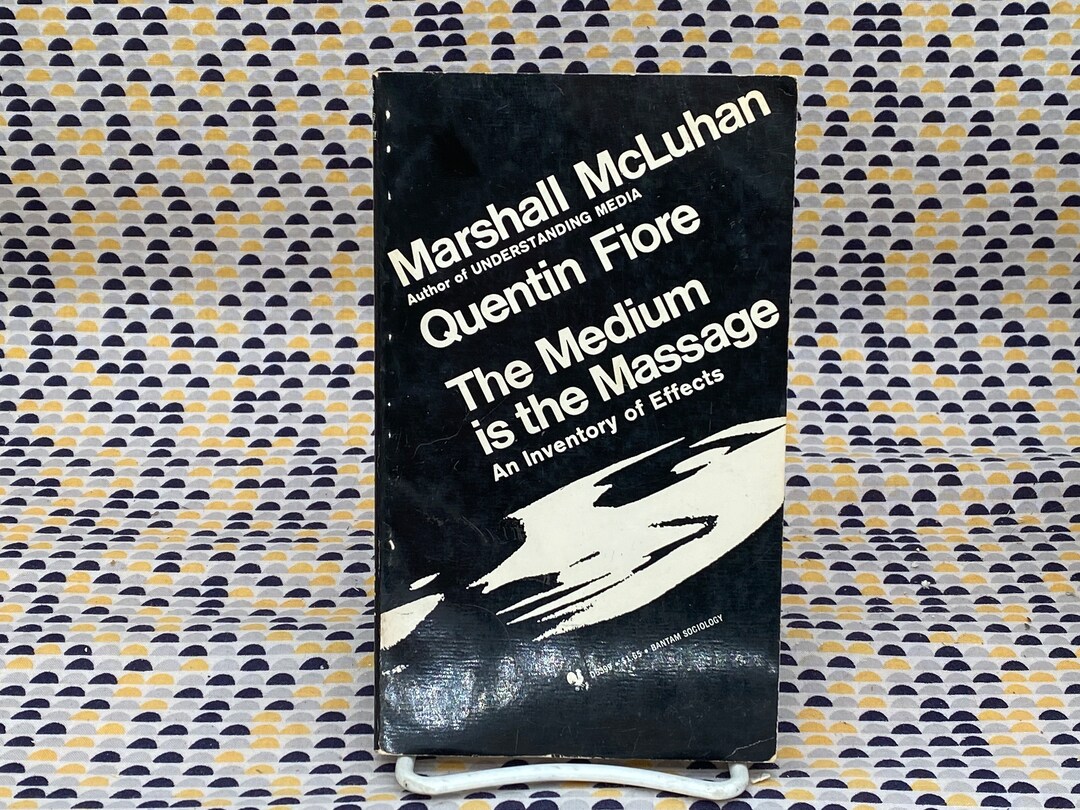 Marshall McLuhan
Author of UNDERSTANDING MEDIA
Quentin Fiore
The Medium
is the Massage
An Inventory of Effects
BANTAM SOCIOLOGY